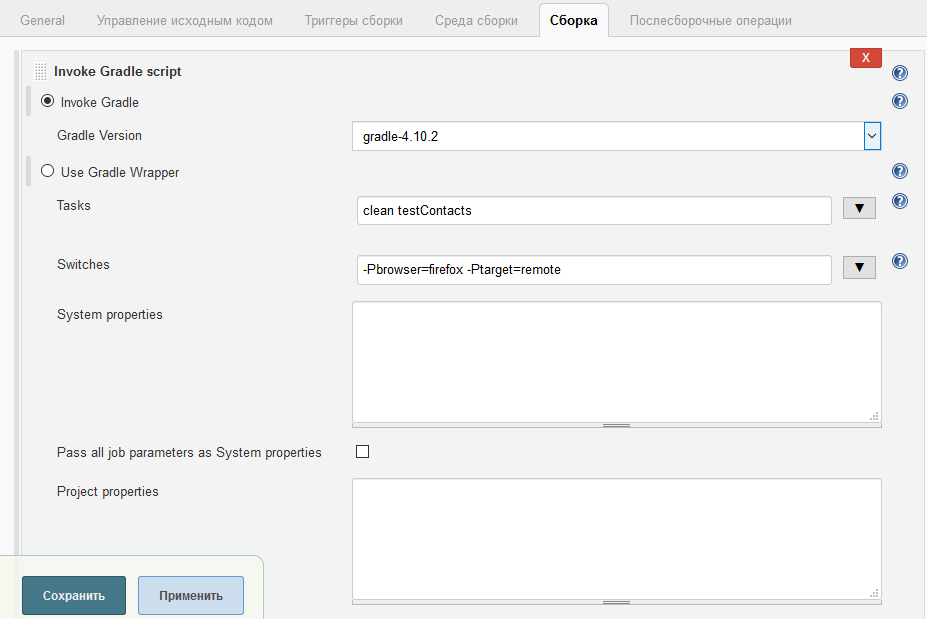 General Управление исходным кодом Триггеры сборки Среда сборки Сборка Послесборочные операции
Invoke Gradle script
X
Invoke Gradle
Gradle Version
gradle-4.10.2
Use Gradle Wrapper
Tasks
clean testContacts
Switches
-Pbrowser=firefox -Ptarget=remote
System properties
Pass all job parameters as System properties
Project properties
Сохранить Применить